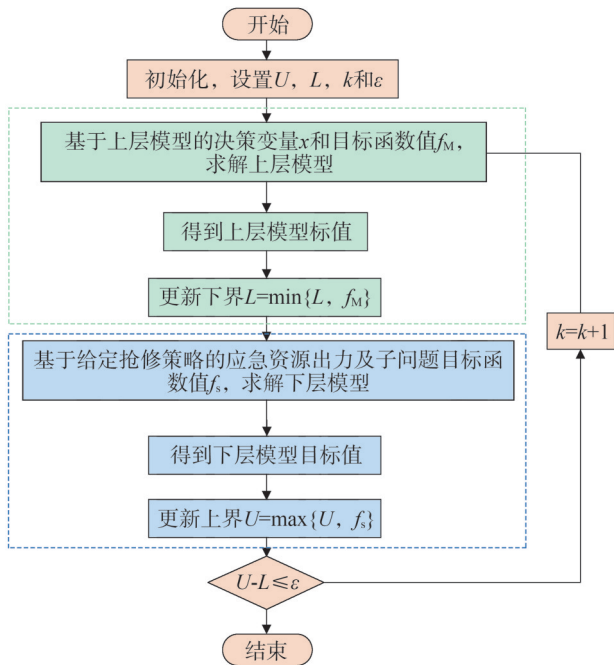 开始
初始化，设置U，L，k和ε
基于上层模型的决策变量x和目标函数值f_M，
求解上层模型
得到上层模型标值
更新下界L=min{L，f_M}
k=k+1
基于给定抢修策略的应急资源出力及子问题目标函
数值f_s，求解下层模型
得到下层模型目标值
更新上界U=max{U，f_s}
U-L≤ε
结束